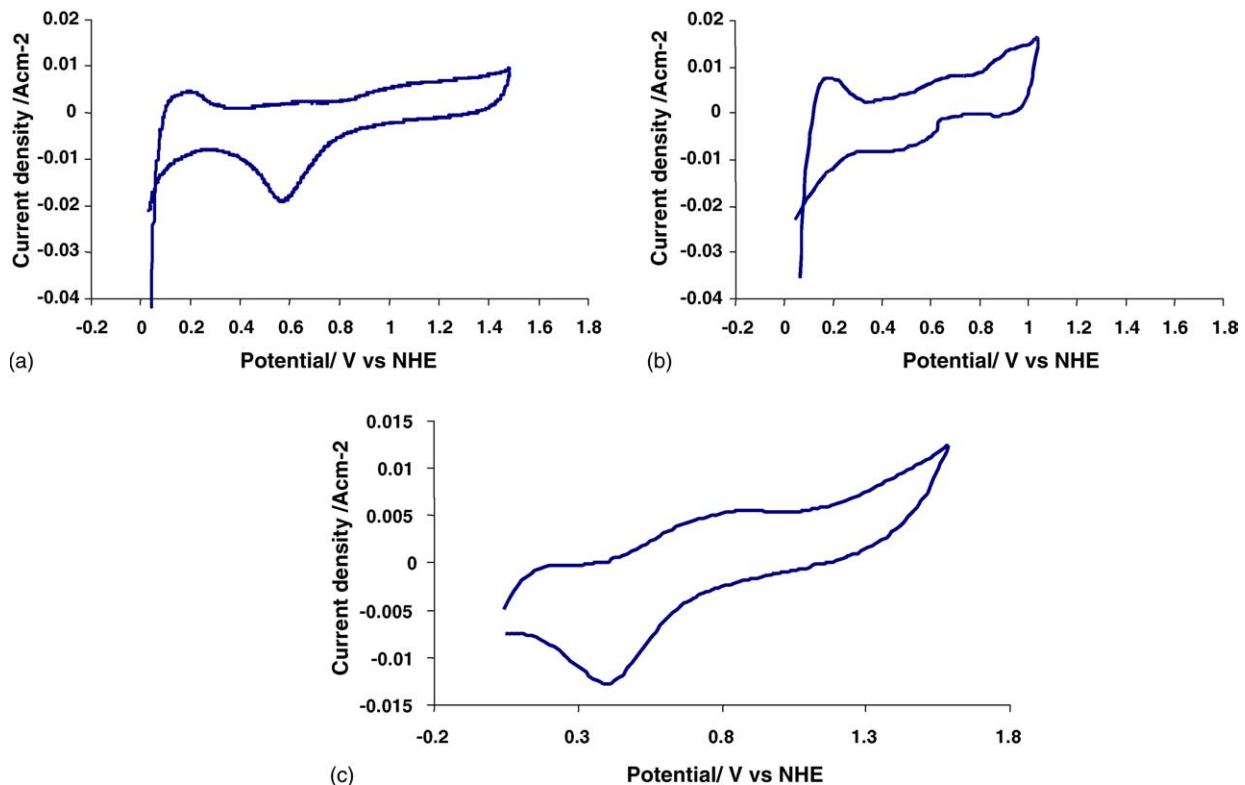 0.02
0.01
0
-0.01
-0.02
-0.03
-0.04
Current density /Acm-2
-0.2 0 0.2 0.4 0.6 0.8 1 1.2 1.4 1.6 1.8
Potential/ V vs NHE
(a)
0.02
0.01
0
-0.01
-0.02
-0.03
-0.04
Current density /Acm-2
-0.2 0 0.2 0.4 0.6 0.8 1 1.2 1.4 1.6 1.8
Potential/ V vs NHE
(b)
0.015
0.01
0.005
0
-0.005
-0.01
-0.015
Current density /Acm-2
-0.2 0.3 0.8 1.3 1.8
Potential/ V vs NHE
(c)